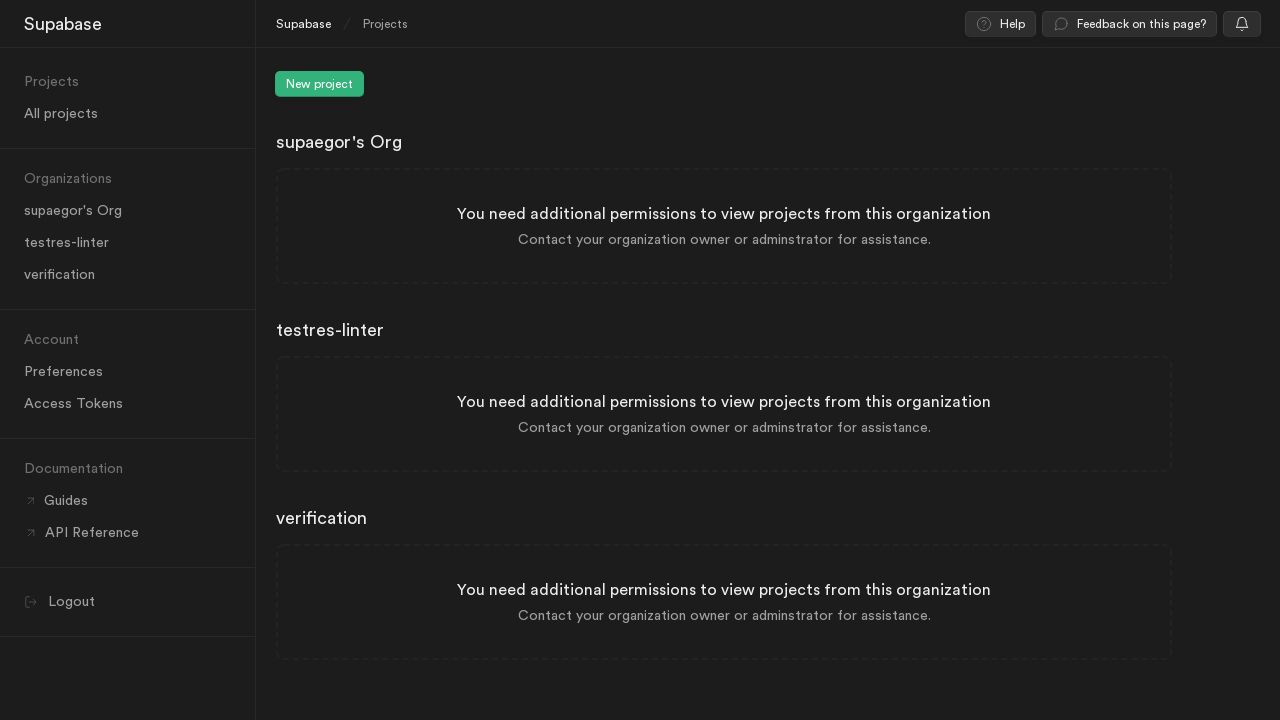 Supabase
Projects
All projects
Organizations
supaegor's Org
testres-linter
verification
Account
Preferences
Access Tokens
Documentation
Guides
API Reference
Logout
Supabase / Projects
Help
Feedback on this page?
New project
supaegor's Org
You need additional permissions to view projects from this organization
Contact your organization owner or adminstrator for assistance.
testres-linter
You need additional permissions to view projects from this organization
Contact your organization owner or adminstrator for assistance.
verification
You need additional permissions to view projects from this organization
Contact your organization owner or adminstrator for assistance.